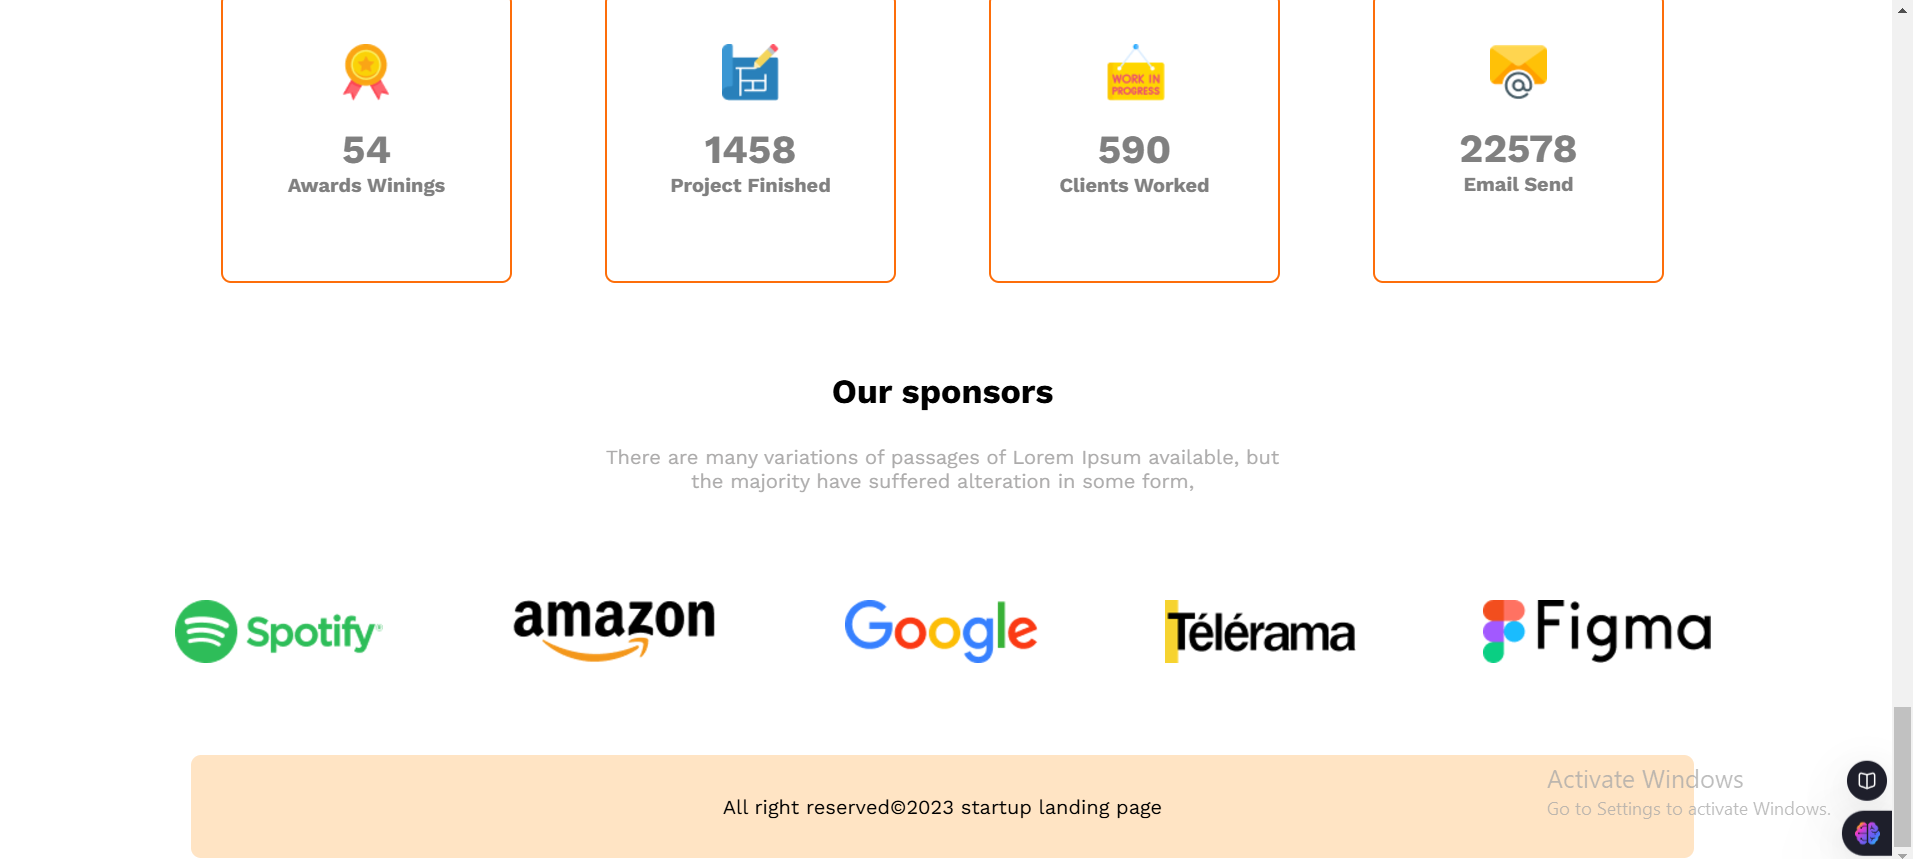 WORK IN
PROGRESS
54
Awards Winings
1458
Project Finished
590
Clients Worked
22578
Email Send
Our sponsors
There are many variations of passages of Lorem Ipsum available, but
the majority have suffered alteration in some form,
Spotify®
amazon
Google
Télérama
Figma
All right reserved©2023 startup landing page
Activate Windows
Go to Settings to activate Windows.